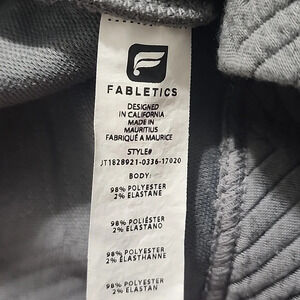 FABLETICS
DESIGNED
IN CALIFORNIA
MADE IN
MAURITIUS
FABRIQUÉ A MAURICE
STYLE#
JT1828921-0336-17020
BODY:
98% POLYESTER
2% ELASTANE
98% POLIÉSTER
2% ELASTANO
98% POLYESTER
2% ELASTHANNE
98% POLYESTER
2% ELASTAN